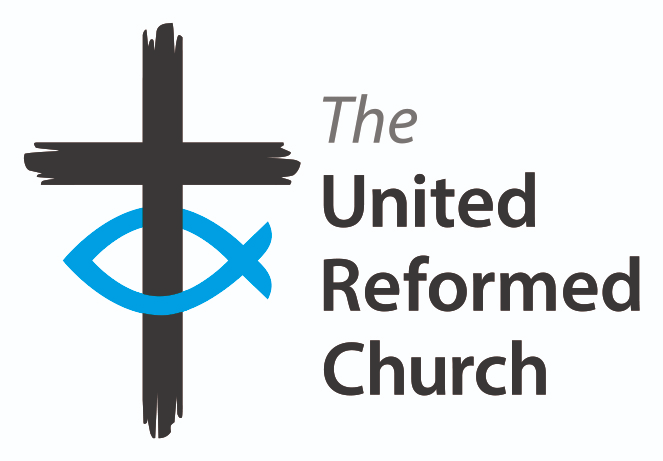 The
United
Reformed
Church